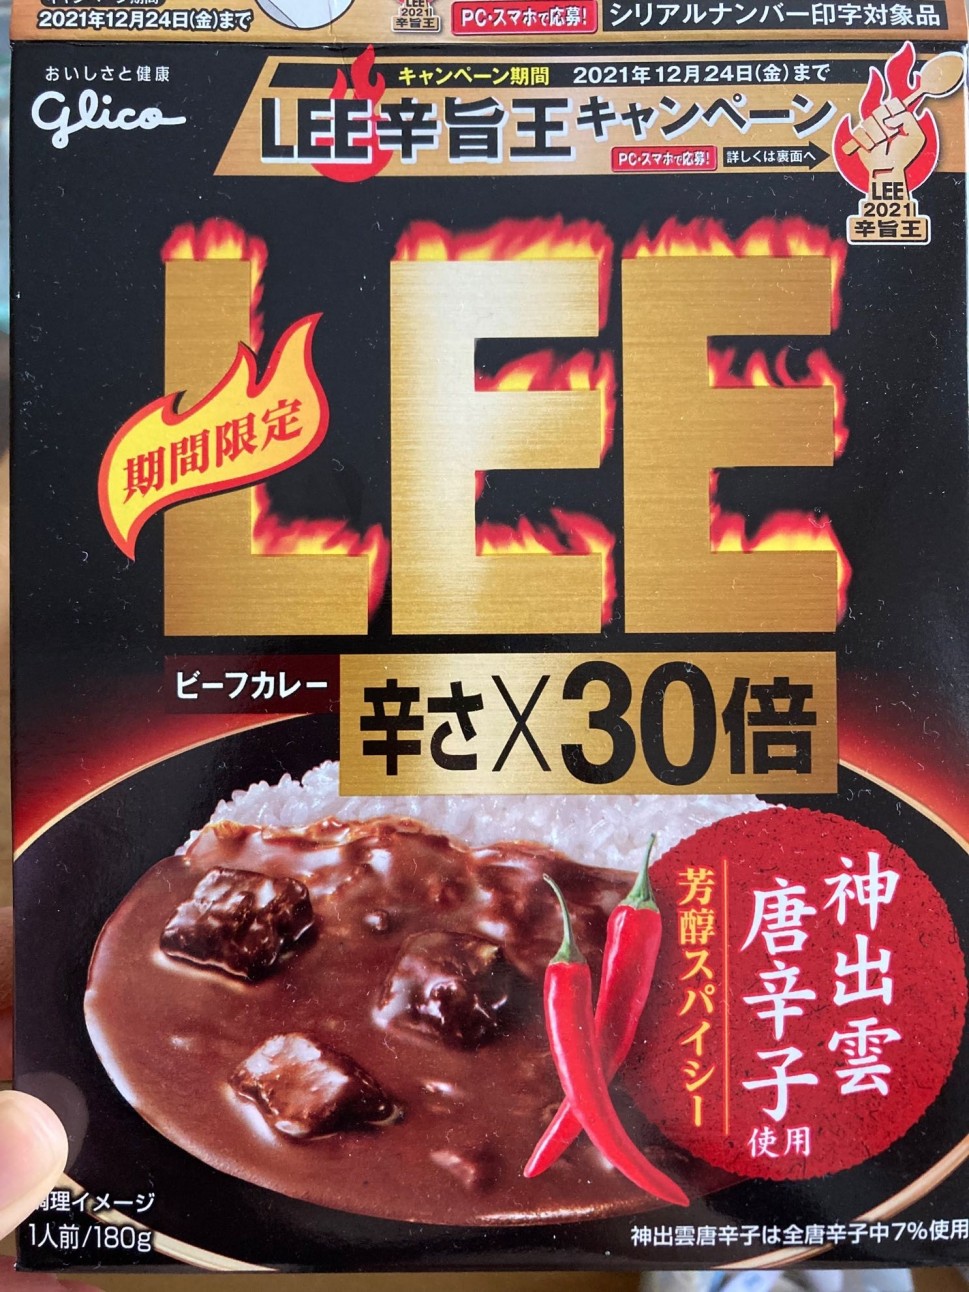 2021年12月24日(金)まで
LEE
2021
辛旨王
PC・スマホで応募!
シリアルナンバー印字対象品
おいしさと健康
glico
キャンペーン期間 2021年12月24日(金)まで
LEE辛旨王キャンペーン
PC・スマホで応募!
詳しくは裏面へ
LEE
2021
辛旨王
LEE
期間限定
ビーフカレー
辛さ×30倍
神出雲
唐辛子
使用
芳醇スパイシー
調理イメージ
1人前/180g
神出雲唐辛子は全唐辛子中7%使用